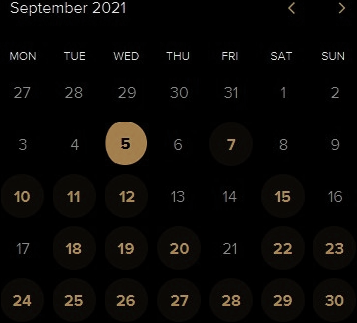 September 2021 < >
MON TUE WED THU FRI SAT SUN
27 28 29 30 31 1 2
3 4 5 6 7 8 9
10 11 12 13 14 15 16
17 18 19 20 21 22 23
24 25 26 27 28 29 30